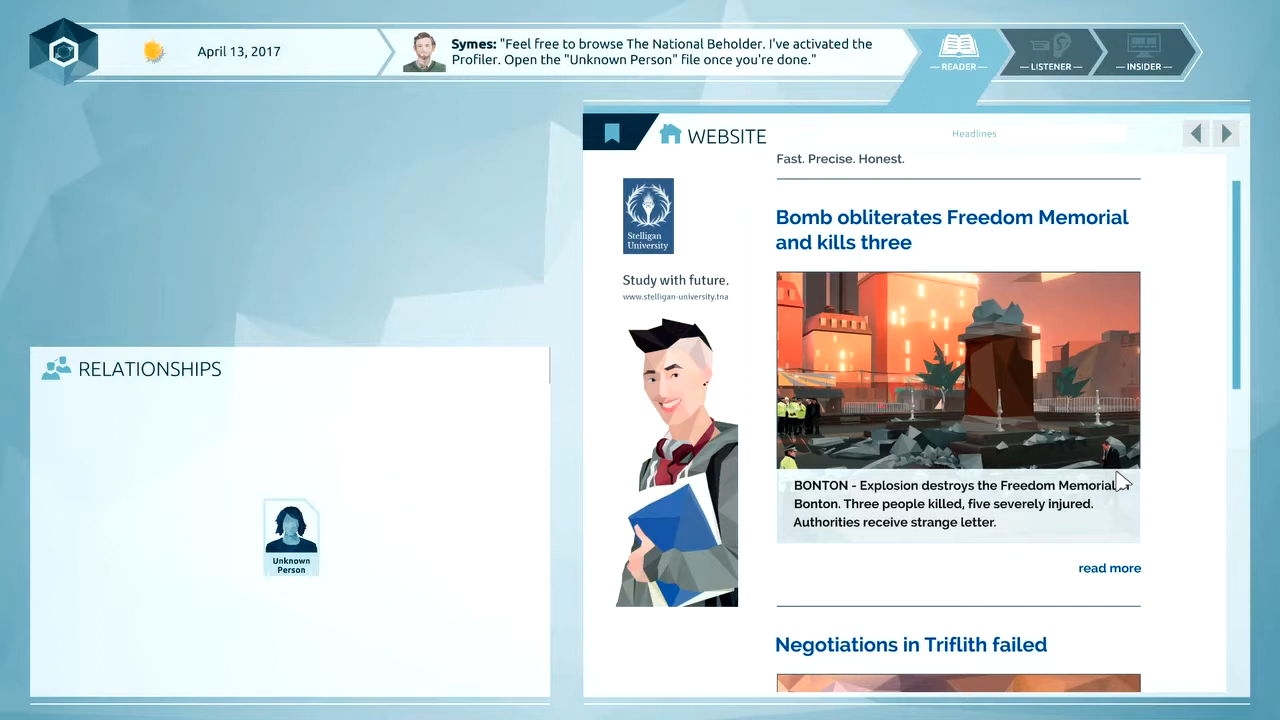 April 13, 2017
Symes: "Feel free to browse The National Beholder. I've activated the
Profiler. Open the "Unknown Person" file once you're done."
— READER —
— LISTENER —
— INSIDER —
WEBSITE
Headlines
Fast. Precise. Honest.
Stelligan
University
Study with future.
www.stelligan-university.tna
Bomb obliterates Freedom Memorial
and kills three
BONTON - Explosion destroys the Freedom Memorial
Bonton. Three people killed, five severely injured.
Authorities receive strange letter.
read more
Negotiations in Triflith failed
RELATIONSHIPS
Unknown
Person